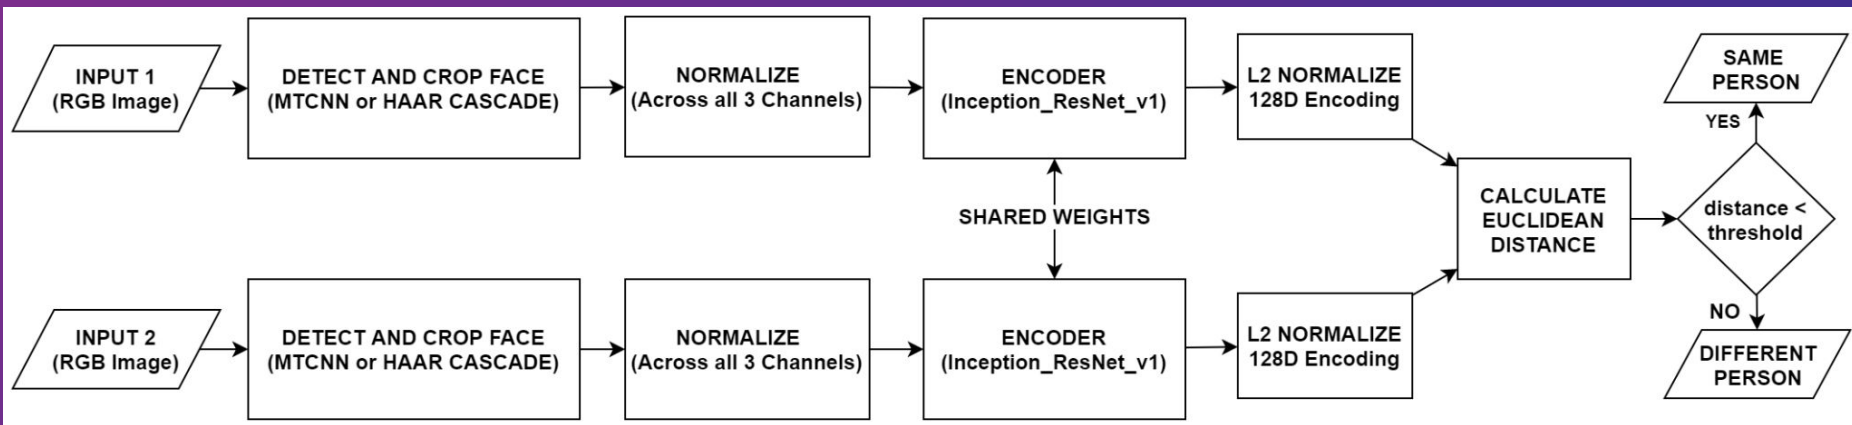 INPUT 1
(RGB Image)
DETECT AND CROP FACE
(MTCNN or HAAR CASCADE)
NORMALIZE
(Across all 3 Channels)
ENCODER
(Inception_ResNet_v1)
L2 NORMALIZE
128D Encoding
SHARED WEIGHTS
INPUT 2
(RGB Image)
DETECT AND CROP FACE
(MTCNN or HAAR CASCADE)
NORMALIZE
(Across all 3 Channels)
ENCODER
(Inception_ResNet_v1)
L2 NORMALIZE
128D Encoding
CALCULATE
EUCLIDEAN
DISTANCE
distance <
threshold
YES
SAME
PERSON
NO
DIFFERENT
PERSON